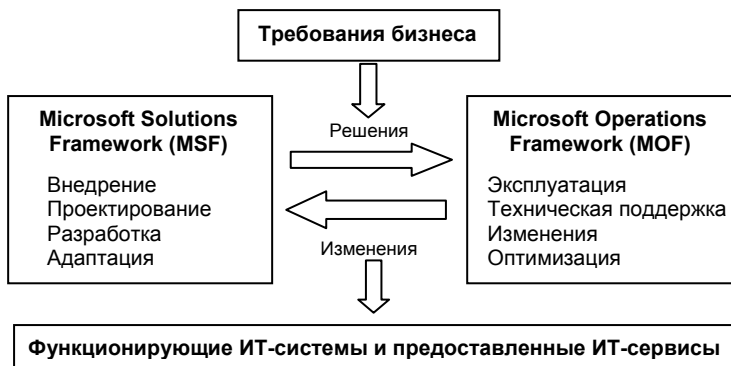 Требования бизнеса
Microsoft Solutions
Framework (MSF)
Внедрение
Проектирование
Разработка
Адаптация
Решения
Изменения
Microsoft Operations
Framework (MOF)
Эксплуатация
Техническая поддержка
Изменения
Оптимизация
Функционирующие ИТ-системы и предоставленные ИТ-сервисы